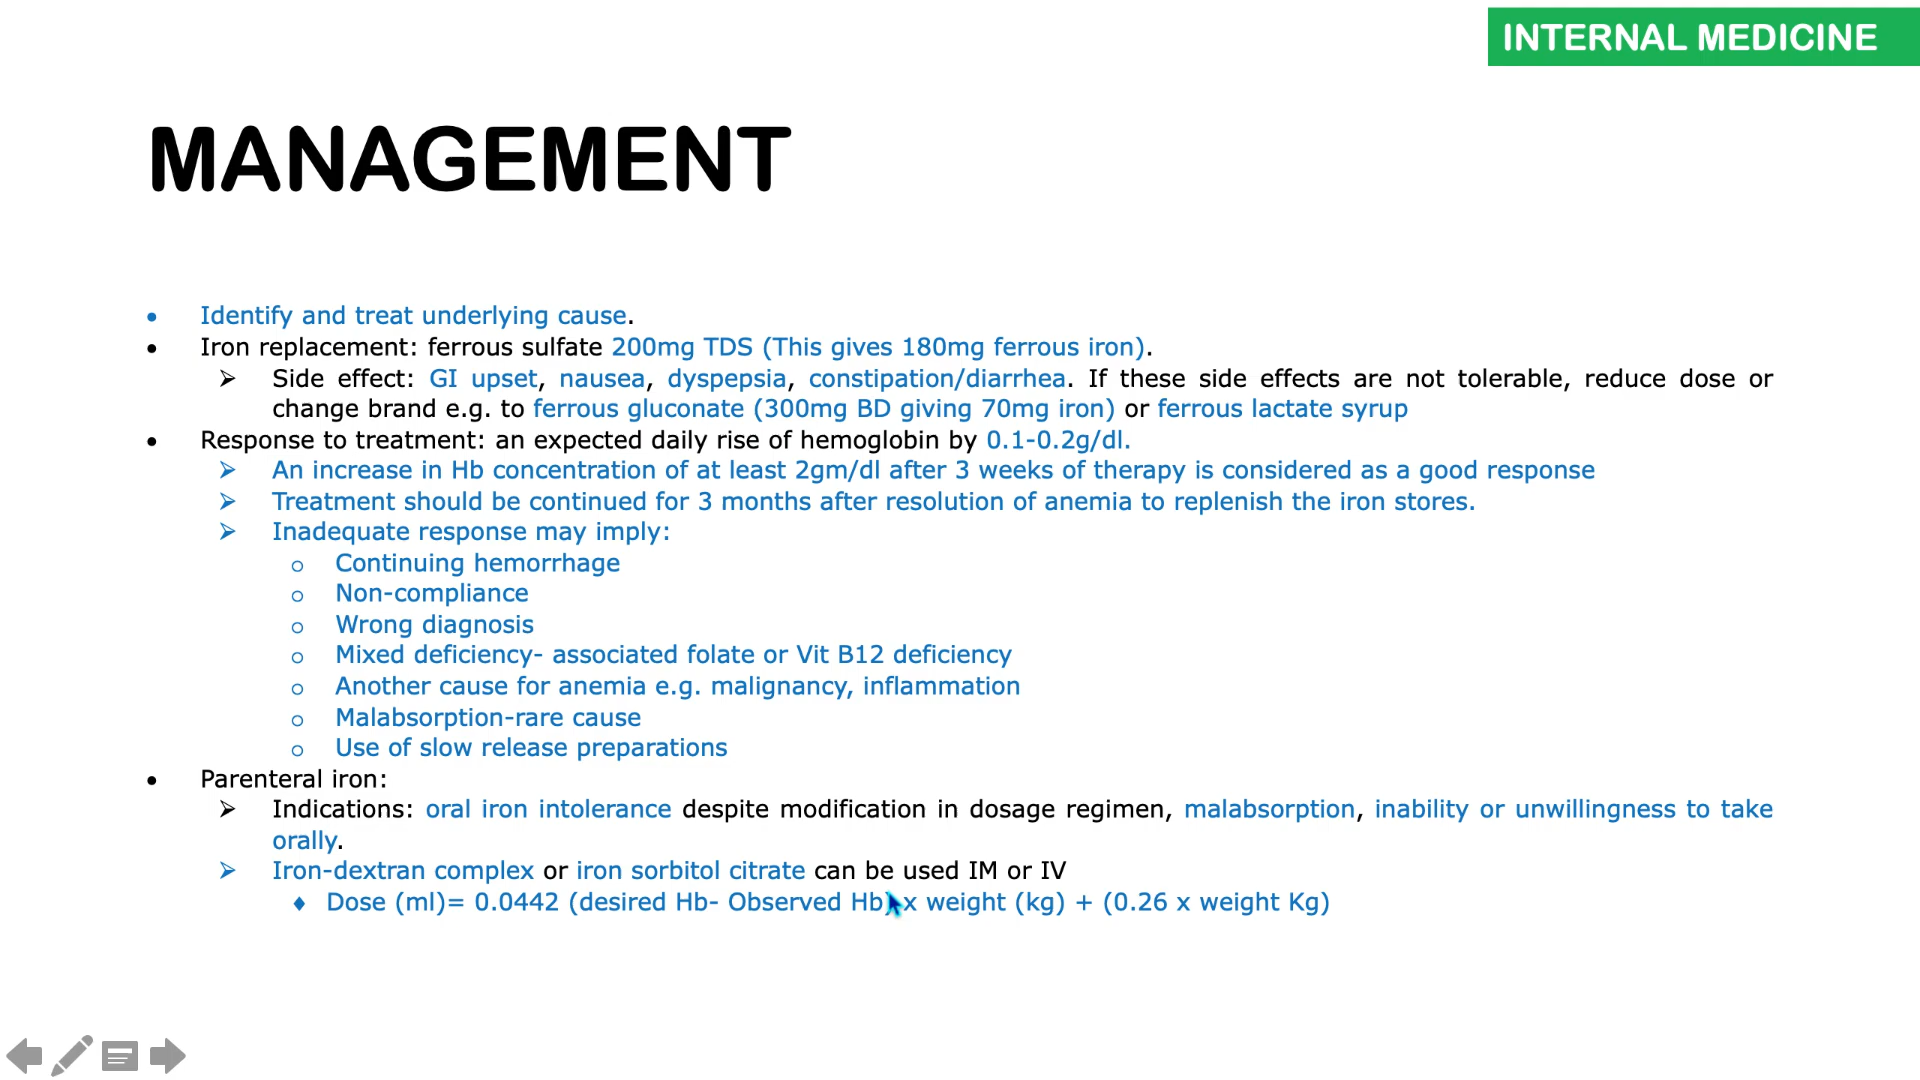 INTERNAL MEDICINE
MANAGEMENT
• Identify and treat underlying cause.
• Iron replacement: ferrous sulfate 200mg TDS (This gives 180mg ferrous iron).
➢ Side effect: GI upset, nausea, dyspepsia, constipation/diarrhea. If these side effects are not tolerable, reduce dose or
change brand e.g. to ferrous gluconate (300mg BD giving 70mg iron) or ferrous lactate syrup
• Response to treatment: an expected daily rise of hemoglobin by 0.1-0.2g/dl.
➢ An increase in Hb concentration of at least 2gm/dl after 3 weeks of therapy is considered as a good response
➢ Treatment should be continued for 3 months after resolution of anemia to replenish the iron stores.
➢ Inadequate response may imply:
o Continuing hemorrhage
o Non-compliance
o Wrong diagnosis
o Mixed deficiency- associated folate or Vit B12 deficiency
o Another cause for anemia e.g. malignancy, inflammation
o Malabsorption-rare cause
o Use of slow release preparations
• Parenteral iron:
➢ Indications: oral iron intolerance despite modification in dosage regimen, malabsorption, inability or unwillingness to take
orally.
➢ Iron-dextran complex or iron sorbitol citrate can be used IM or IV
♦ Dose (ml)= 0.0442 (desired Hb- Observed Hb) x weight (kg) + (0.26 x weight Kg)